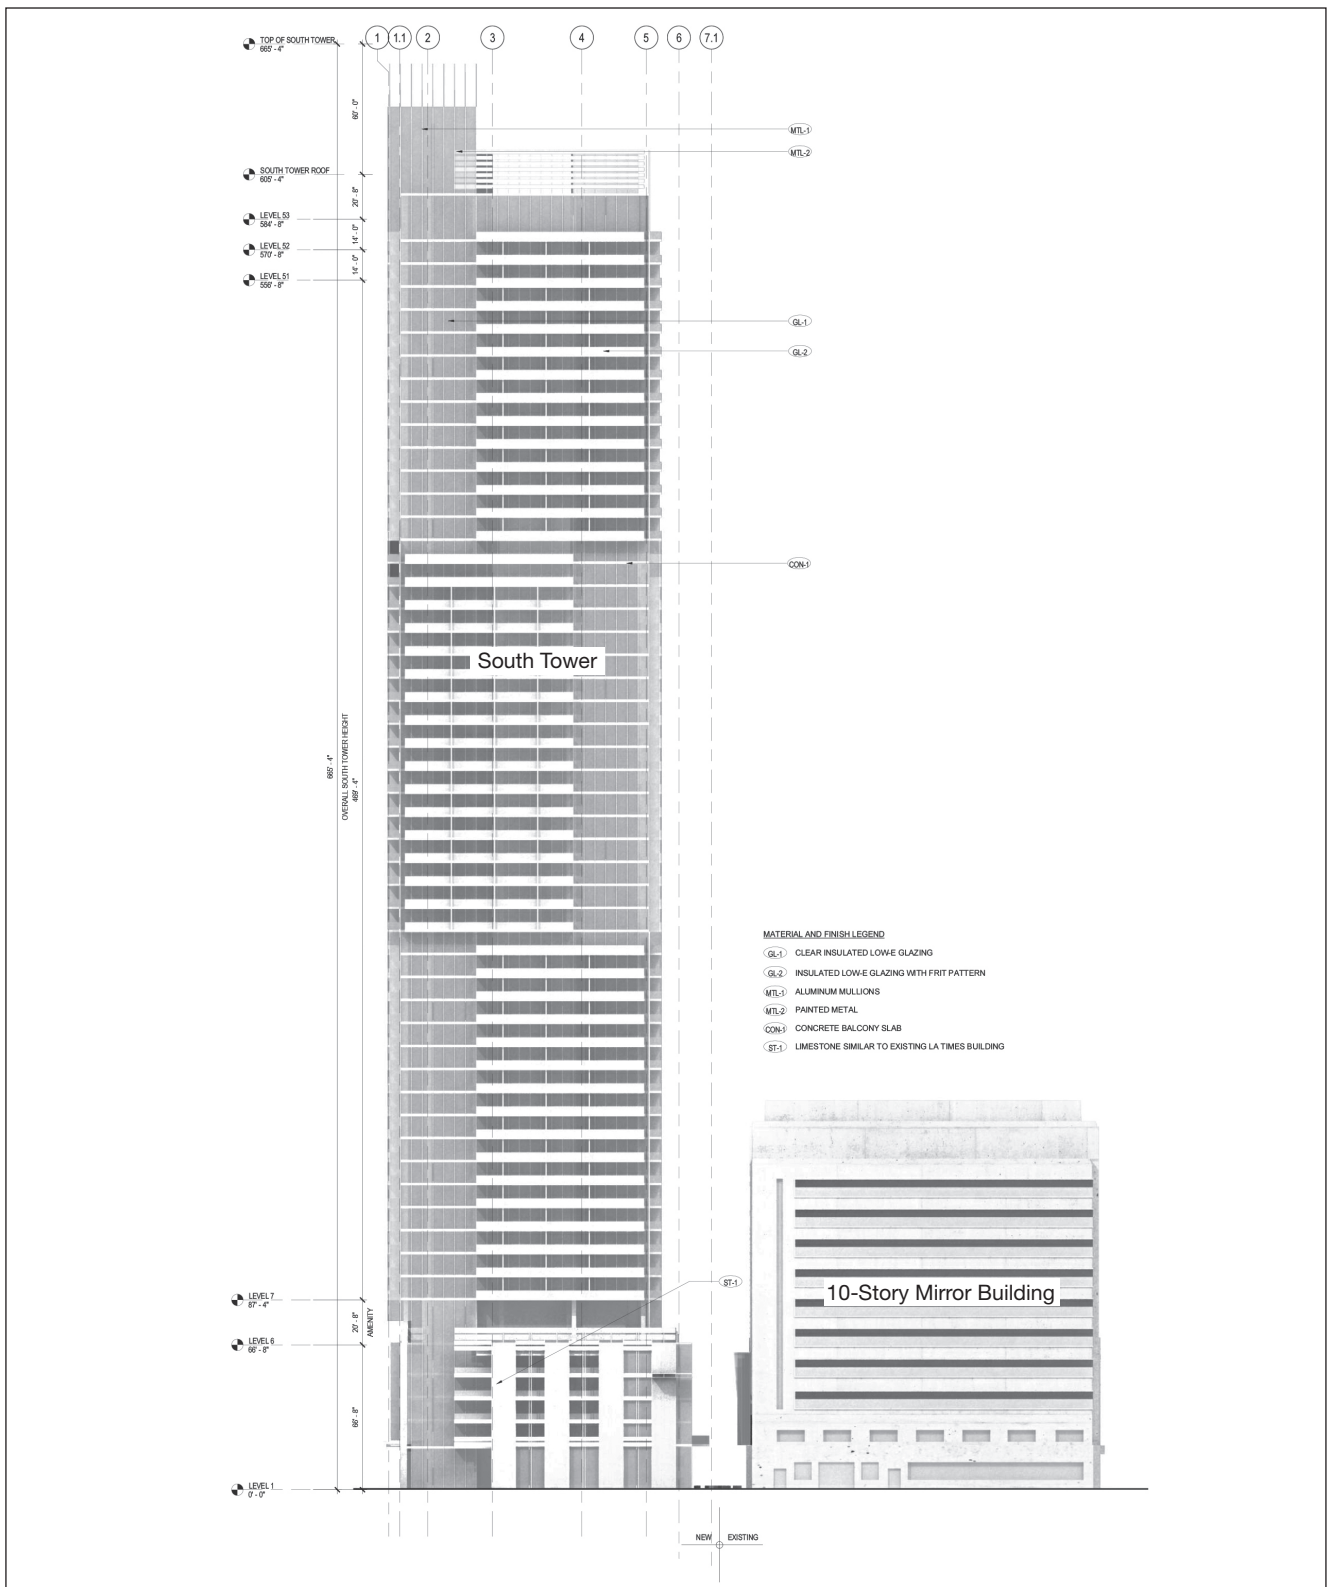 1 1.1 2 3 4 5 6 7.1
TOP OF SOUTH TOWER
665' - 4"
60' - 0"
MTL-1
MTL-2
SOUTH TOWER ROOF
605' - 4"
20' - 8"
LEVEL 53
584' - 8"
14' - 0"
LEVEL 52
570' - 8"
14' - 0"
LEVEL 51
556' - 8"
GL-1
GL-2
CON-1
South Tower
665' - 4"
OVERALL SOUTH TOWER HEIGHT
469' - 4"
MATERIAL AND FINISH LEGEND
GL-1 CLEAR INSULATED LOW-E GLAZING
GL-2 INSULATED LOW-E GLAZING WITH FRIT PATTERN
MTL-1 ALUMINUM MULLIONS
MTL-2 PAINTED METAL
CON-1 CONCRETE BALCONY SLAB
ST-1 LIMESTONE SIMILAR TO EXISTING LA TIMES BUILDING
ST-1
10-Story Mirror Building
LEVEL 7
87' - 4"
20' - 8"
AMENITY
LEVEL 6
66' - 8"
66' - 8"
LEVEL 1
0' - 0"
NEW EXISTING